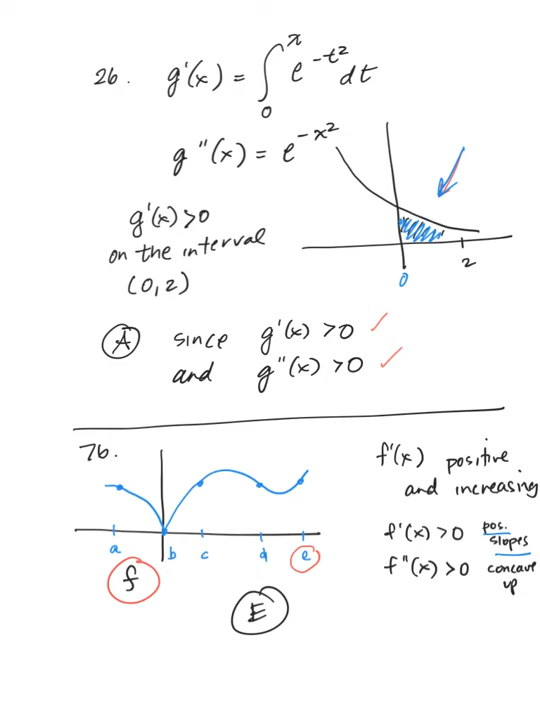 26. g'(x) = ∫₀ˣ e^{-t²} dt
g"(x) = e^{-x²}
g'(x) > 0
on the interval
(0, 2)
0
2
(A) since g'(x) > 0 ✓
and g"(x) > 0 ✓
76.
f'(x) positive
and increasing
a b c d e
f
f'(x) > 0 pos. slopes
f"(x) > 0 concave up
E